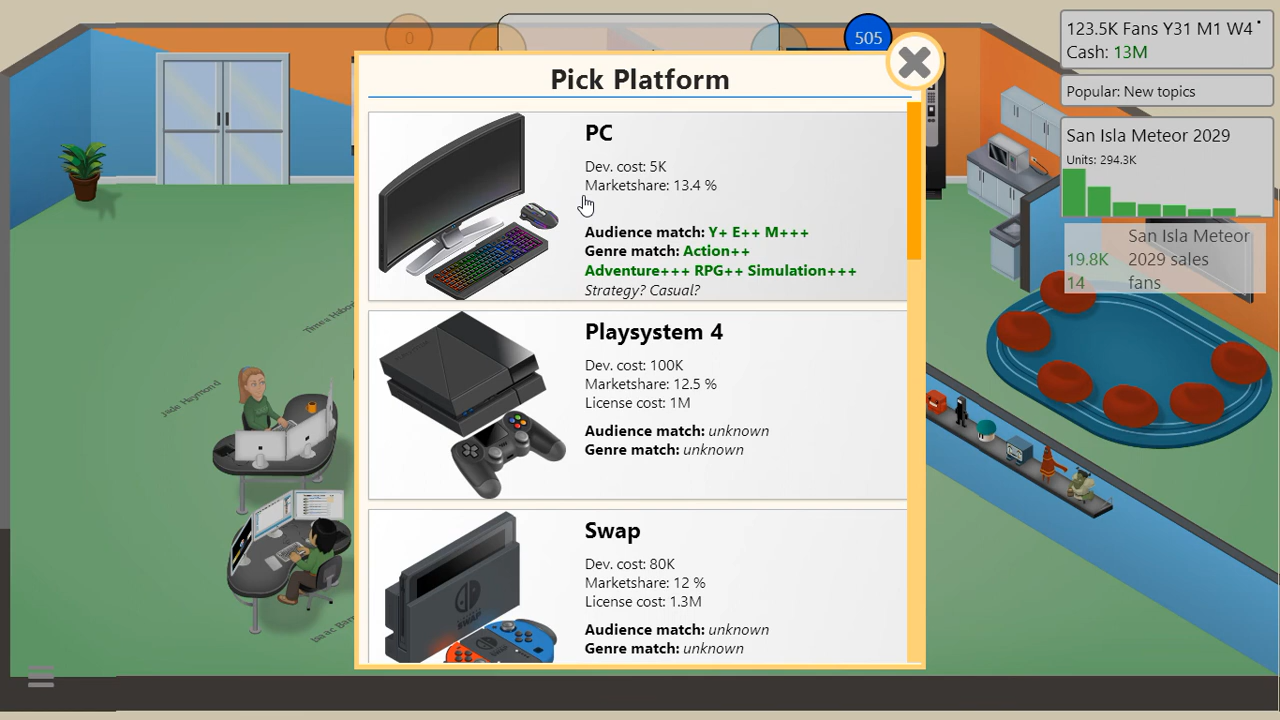 0
505
123.5K Fans Y31 M1 W4
Cash: 13M
Popular: New topics
San Isla Meteor 2029
Units: 294.3K
19.8K San Isla Meteor 2029 sales
14 fans
Pick Platform
PC
Dev. cost: 5K
Marketshare: 13.4 %
Audience match: Y+ E++ M+++
Genre match: Action++
Adventure+++ RPG++ Simulation+++
Strategy? Casual?
Playsystem 4
Dev. cost: 100K
Marketshare: 12.5 %
License cost: 1M
Audience match: unknown
Genre match: unknown
Swap
Dev. cost: 80K
Marketshare: 12 %
License cost: 1.3M
Audience match: unknown
Genre match: unknown
Jade Haymond